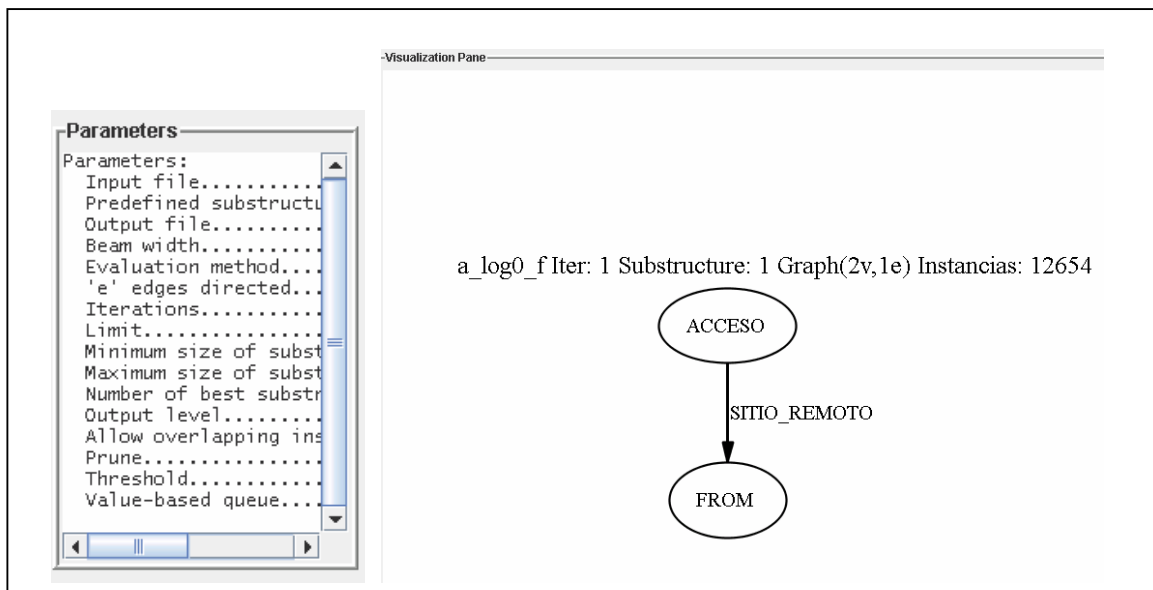 Parameters
Parameters:
Input file...........
Predefined substructu
Output file..........
Beam width...........
Evaluation method....
'e' edges directed...
Iterations...........
Limit................
Minimum size of subst
Maximum size of subst
Number of best substr
Output level.........
Allow overlapping ins
Prune................
Threshold............
Value-based queue....
Visualization Pane
a_log0_f Iter: 1 Substructure: 1 Graph(2v,1e) Instancias: 12654
ACCESO
SITIO_REMOTO
FROM